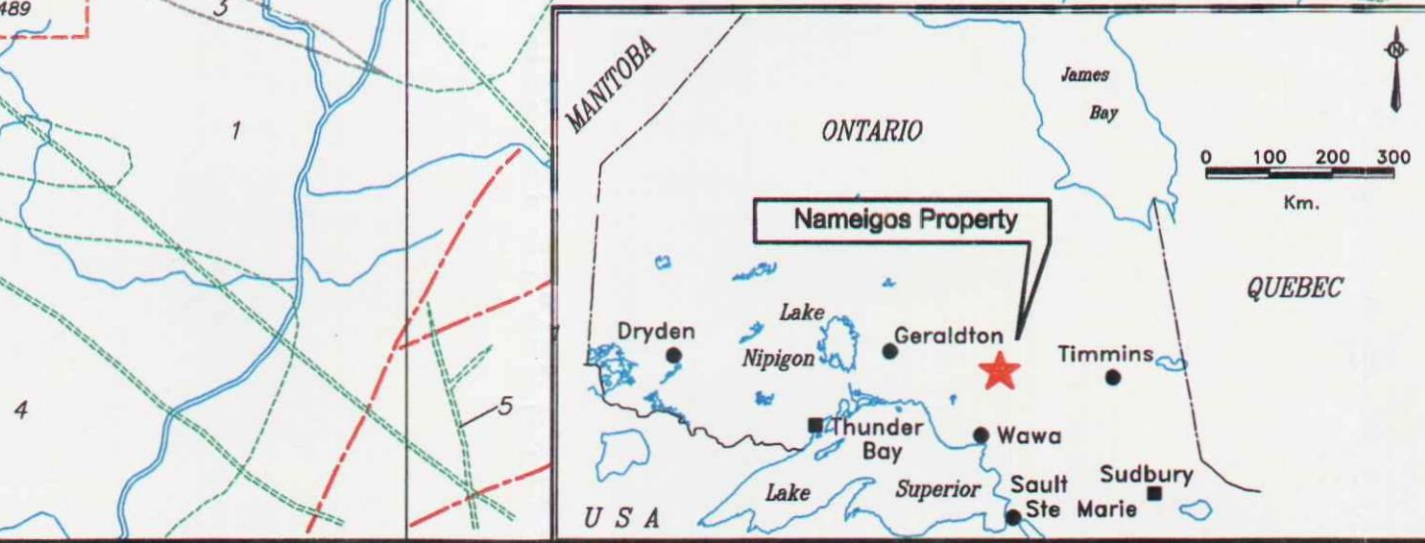 489
3
1
4
5
MANITOBA
ONTARIO
James
Bay
N
0 100 200 300
Km.
Nameigos Property
QUEBEC
Lake
Nipigon
Dryden
Geraldton
Timmins
Thunder
Bay
Wawa
Lake
Superior
Sault
Ste Marie
Sudbury
USA